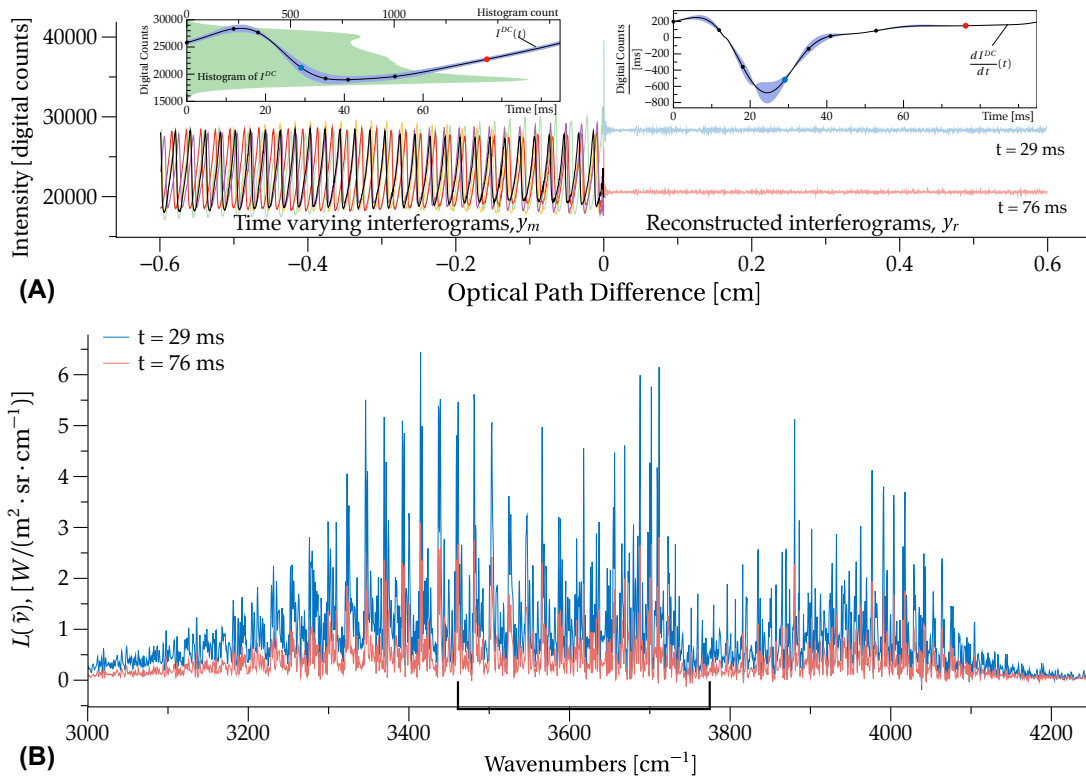 0 500 1000 Histogram count
30000
27000
23000
19000
15000
Digital Counts
Histogram of I^DC
I^DC(t)
20 40 60 Time [ms]
200
0
−200
−400
−600
−800
Digital Counts
[ms]
dI^DC
dt (t)
0 20 40 60 Time [ms]
40000
30000
20000
Intensity [digital counts]
t = 29 ms
t = 76 ms
Time varying interferograms, y_m
Reconstructed interferograms, y_r
−0.6 −0.4 −0.2 0 0.2 0.4 0.6
(A)
Optical Path Difference [cm]
t = 29 ms
t = 76 ms
6
5
4
3
2
1
0
L(ṽ), [W/(m² · sr · cm⁻¹)]
3000 3200 3400 3600 3800 4000 4200
(B)
Wavenumbers [cm⁻¹]